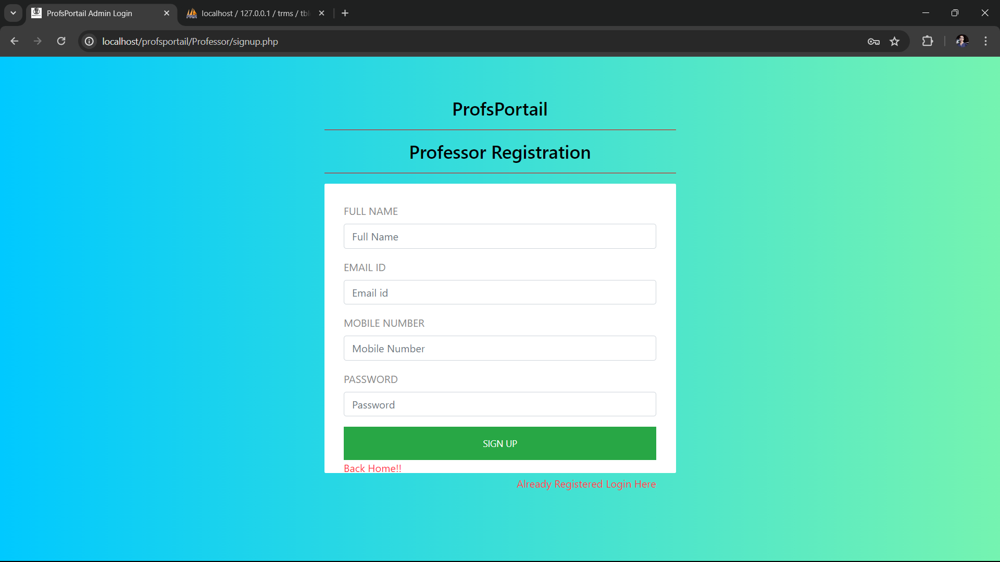 ProfsPortail Admin Login
localhost / 127.0.0.1 / trms / tbl
localhost/profsportail/Professor/signup.php
ProfsPortail
Professor Registration
FULL NAME
Full Name
EMAIL ID
Email id
MOBILE NUMBER
Mobile Number
PASSWORD
Password
SIGN UP
Back Home!!
Already Registered Login Here